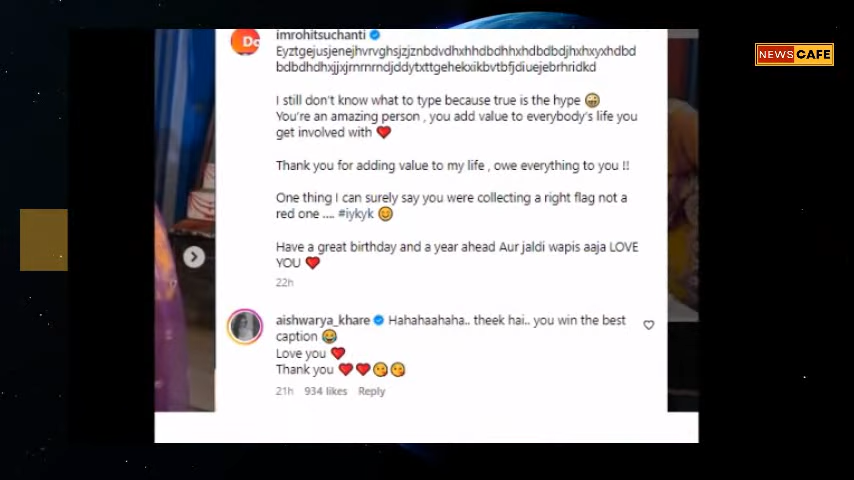 NEWS CAFE
Do
imrohitsuchanti
Eyztgejusjenejhvrvghsjzjznbdvdhxhhdbdhhxhdbdbdjhxhxyxhdbd
bdbdhdhxjjxjrnrnrndjddytxttgehekxikbvtbfjdiuejebrhridkd
I still don't know what to type because true is the hype 😜
You're an amazing person , you add value to everybody's life you
get involved with ❤️
Thank you for adding value to my life , owe everything to you !!
One thing I can surely say you were collecting a right flag not a
red one .... #iykyk 😊
Have a great birthday and a year ahead Aur jaldi wapis aaja LOVE
YOU ❤️
22h
aishwarya_khare Hahahaahaha.. theek hai.. you win the best
caption 😂
Love you ❤️
Thank you ❤️❤️😘😘
21h 934 likes Reply